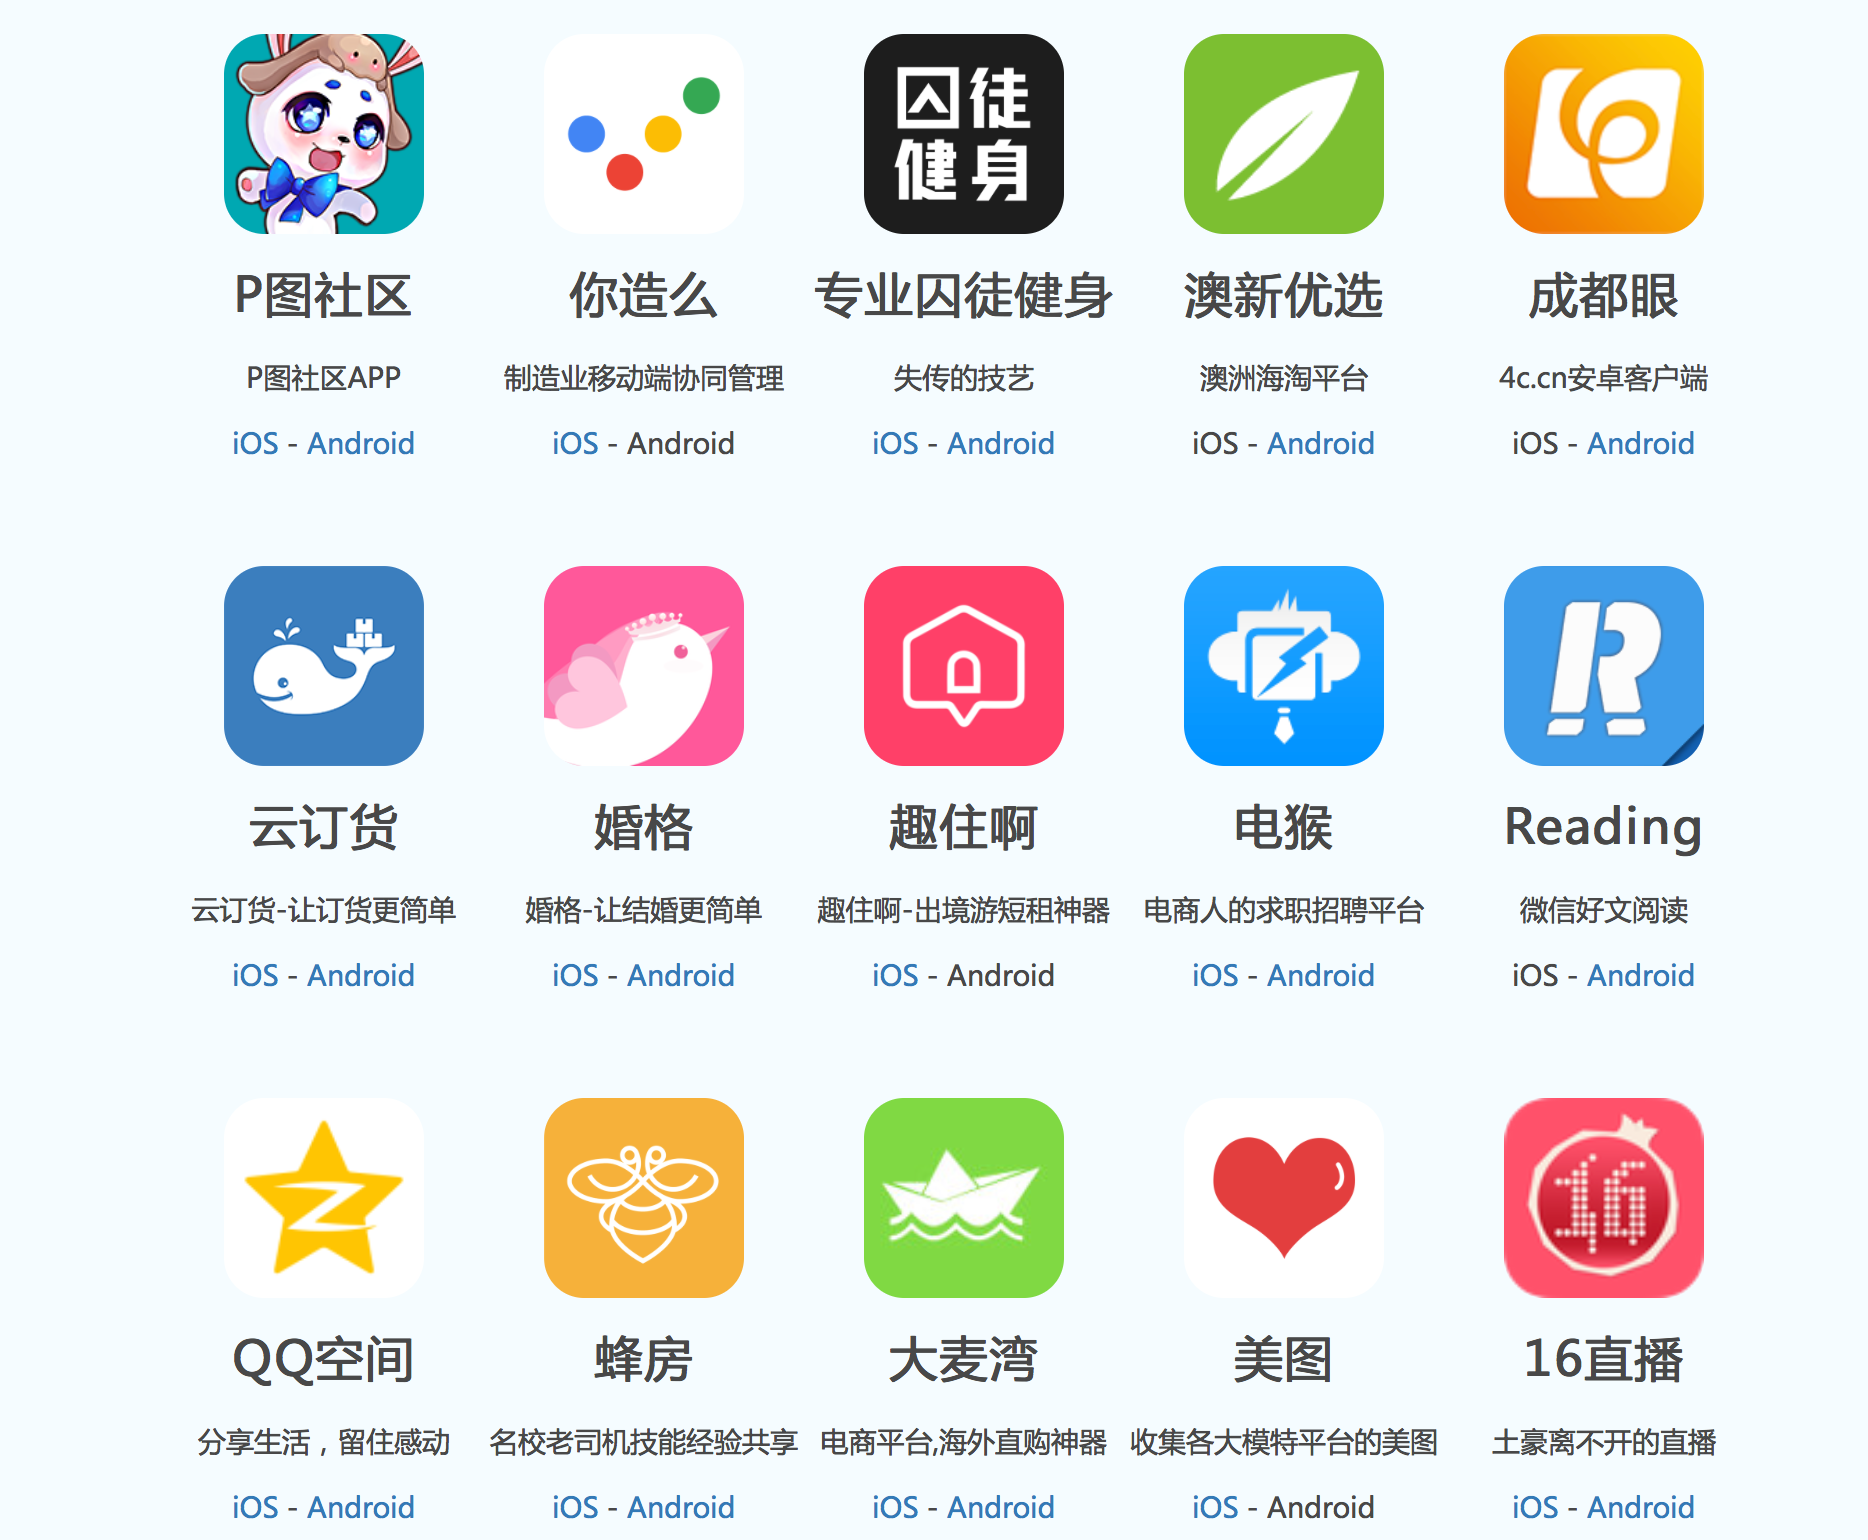 囚徒
健身
P图社区
你造么
专业囚徒健身
澳新优选
成都眼
P图社区APP
制造业移动端协同管理
失传的技艺
澳洲海淘平台
4c.cn安卓客户端
iOS - Android
iOS - Android
iOS - Android
iOS - Android
iOS - Android
R
云订货
婚格
趣住啊
电猴
Reading
云订货-让订货更简单
婚格-让结婚更简单
趣住啊-出境游短租神器
电商人的求职招聘平台
微信好文阅读
iOS - Android
iOS - Android
iOS - Android
iOS - Android
iOS - Android
16
QQ空间
蜂房
大麦湾
美图
16直播
分享生活，留住感动
名校老司机技能经验共享
电商平台,海外直购神器
收集各大模特平台的美图
土豪离不开的直播
iOS - Android
iOS - Android
iOS - Android
iOS - Android
iOS - Android